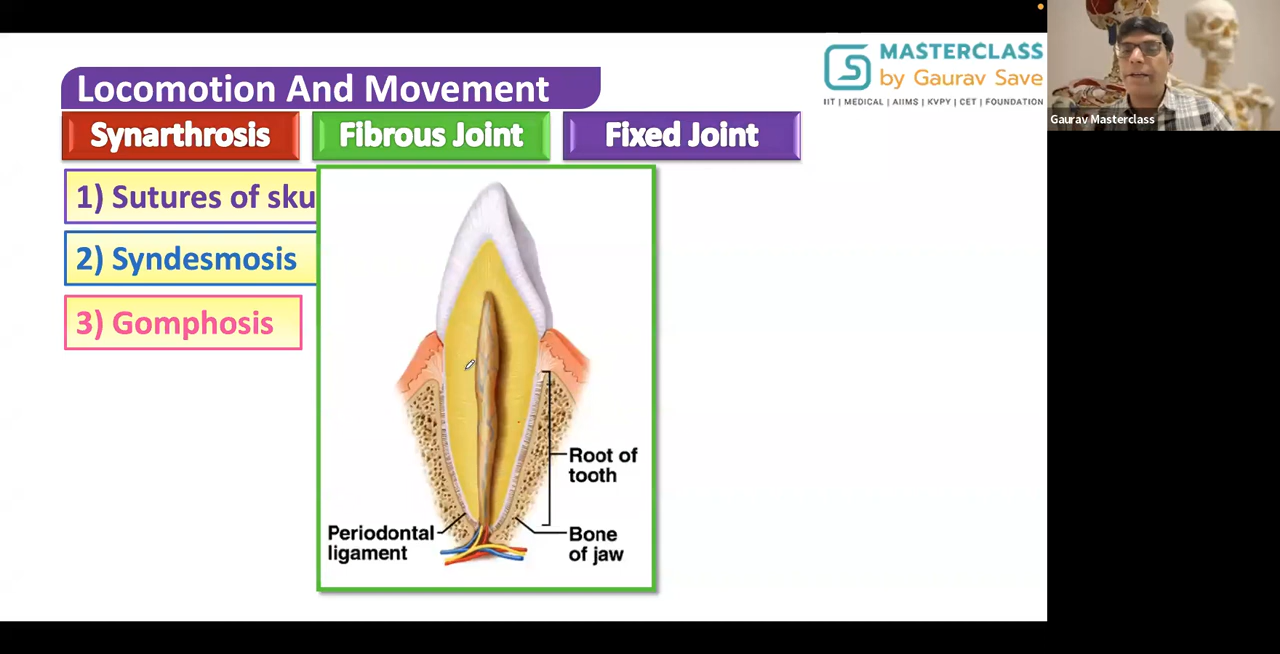 MASTERCLASS
by Gaurav Save
IIT | MEDICAL | AIIMS | KVPY | CET | FOUNDATION
Gaurav Masterclass
Locomotion And Movement
Synarthrosis
Fibrous Joint
Fixed Joint
1) Sutures of sku
2) Syndesmosis
3) Gomphosis
Root of
tooth
Periodontal
ligament
Bone
of jaw